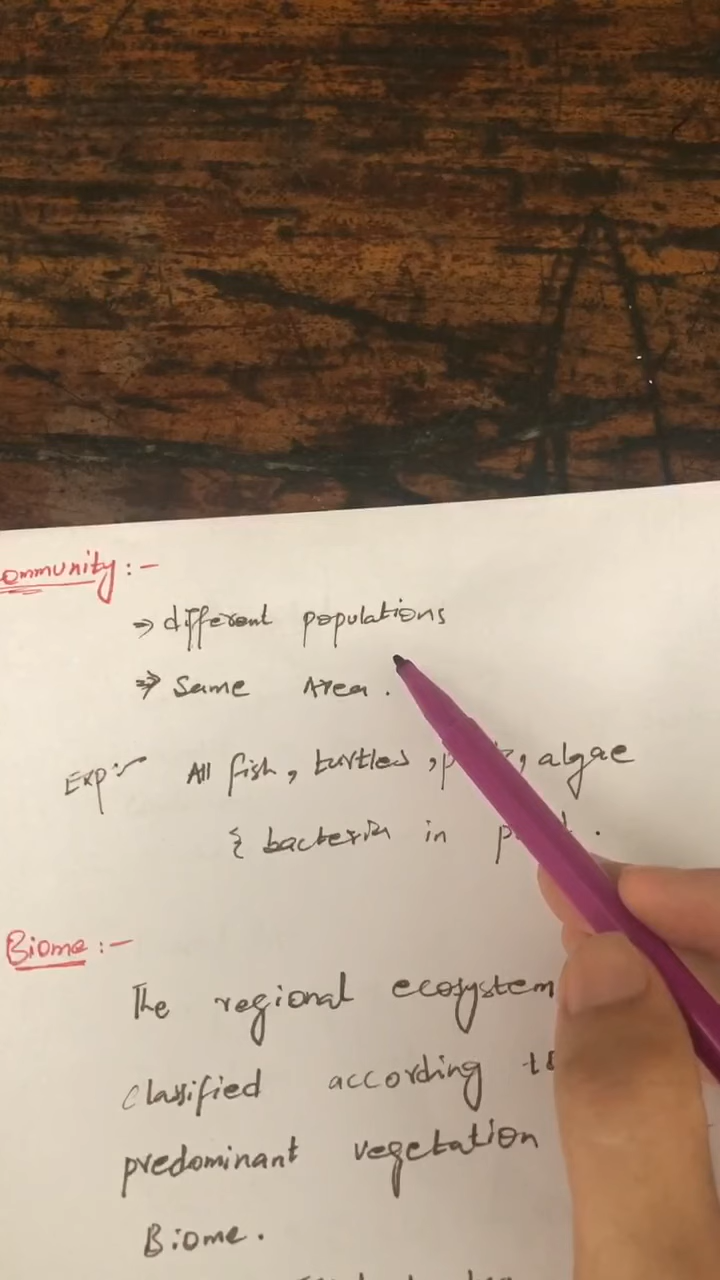 ommunity :-
⇒ different populations
⇒ Same Area .
Exp :- All fish , turtles , , algae
& bacteria in .
Biome :-
The regional ecosystem
classified according to
predominant vegetation
Biome .